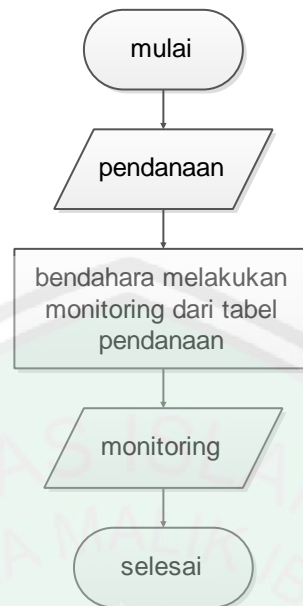 mulai
pendanaan
bendahara melakukan
monitoring dari tabel
pendanaan
monitoring
selesai